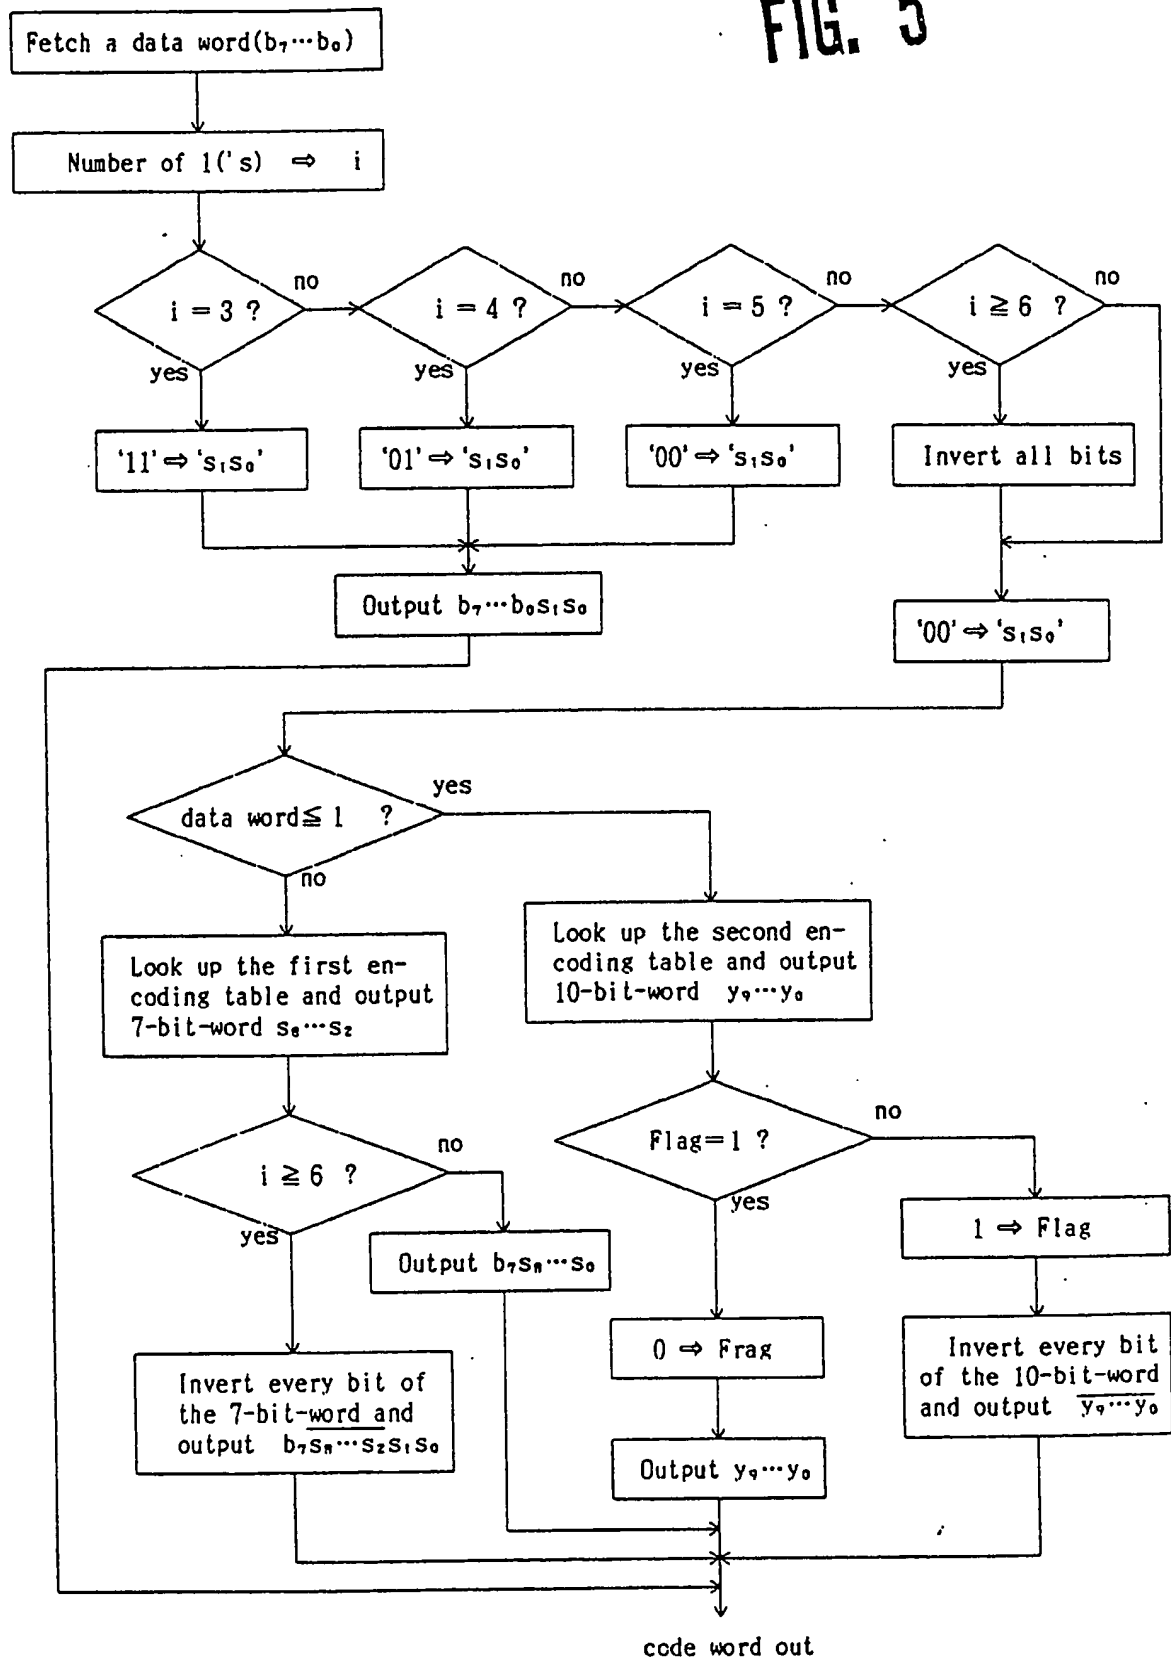 FIG. 5
Fetch a data word(b₇⋯b₀)
Number of 1('s) ⇒ i
i = 3 ?
no
yes
i = 4 ?
no
yes
i = 5 ?
no
yes
i ≧ 6 ?
no
yes
'11' ⇒ 's₁s₀'
'01' ⇒ 's₁s₀'
'00' ⇒ 's₁s₀'
Invert all bits
Output b₇⋯b₀s₁s₀
'00' ⇒ 's₁s₀'
data word ≦ 1 ?
yes
no
Look up the first en-
coding table and output
7-bit-word s₈⋯s₂
Look up the second en-
coding table and output
10-bit-word y₉⋯y₀
i ≧ 6 ?
no
yes
Flag=1 ?
no
yes
Output b₇s₈⋯s₀
1 ⇒ Flag
0 ⇒ Frag
Invert every bit of
the 7-bit-word and
output b₇s̅₈̅⋯̅s̅₂s₁s₀
Invert every bit
of the 10-bit-word
and output y̅₉̅⋯̅y̅₀̅
Output y₉⋯y₀
code word out